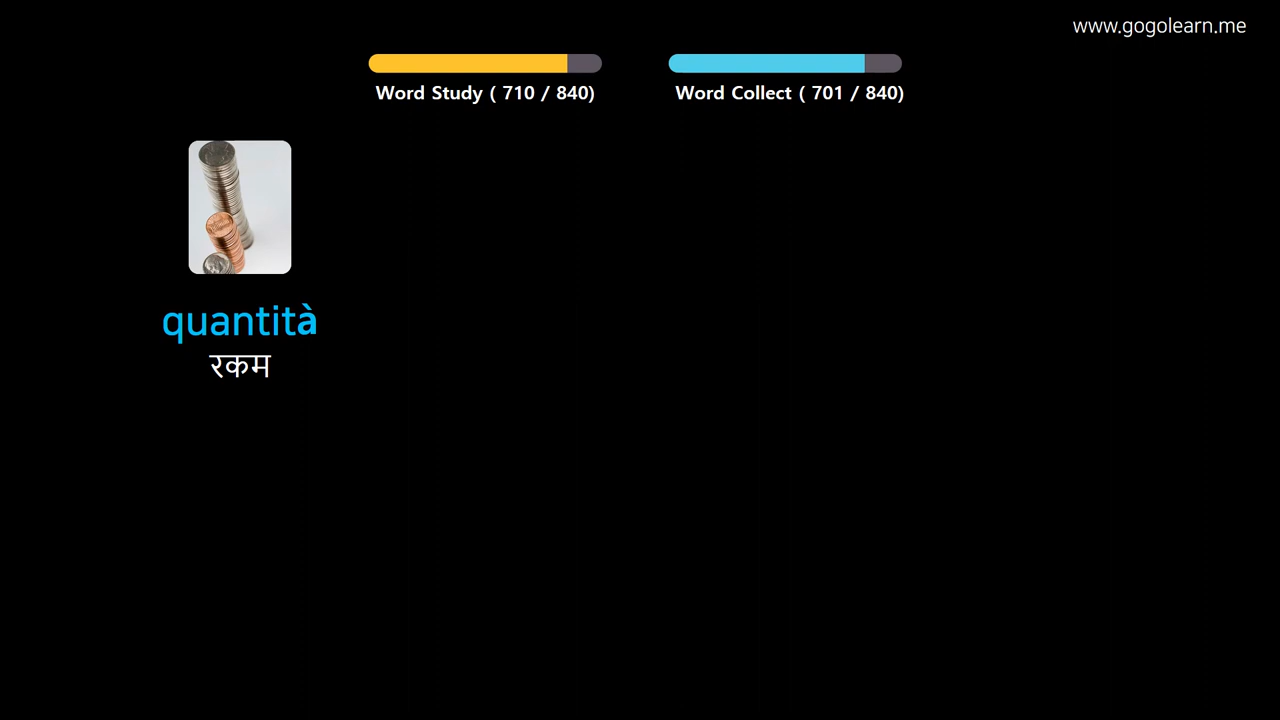 www.gogolearn.me
Word Study ( 710 / 840)
Word Collect ( 701 / 840)
quantità
रकम